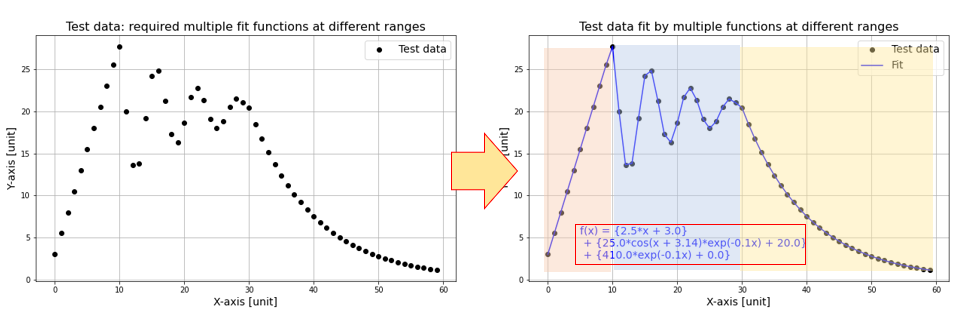 Test data: required multiple fit functions at different ranges
Test data
Y-axis [unit]
25
20
15
10
5
0
0 10 20 30 40 50 60
X-axis [unit]
Test data fit by multiple functions at different ranges
Test data
Fit
25
20
15
10
5
0
f(x) = {2.5*x + 3.0}
+ {25.0*cos(x + 3.14)*exp(-0.1x) + 20.0}
+ {410.0*exp(-0.1x) + 0.0}
0 10 20 30 40 50 60
X-axis [unit]